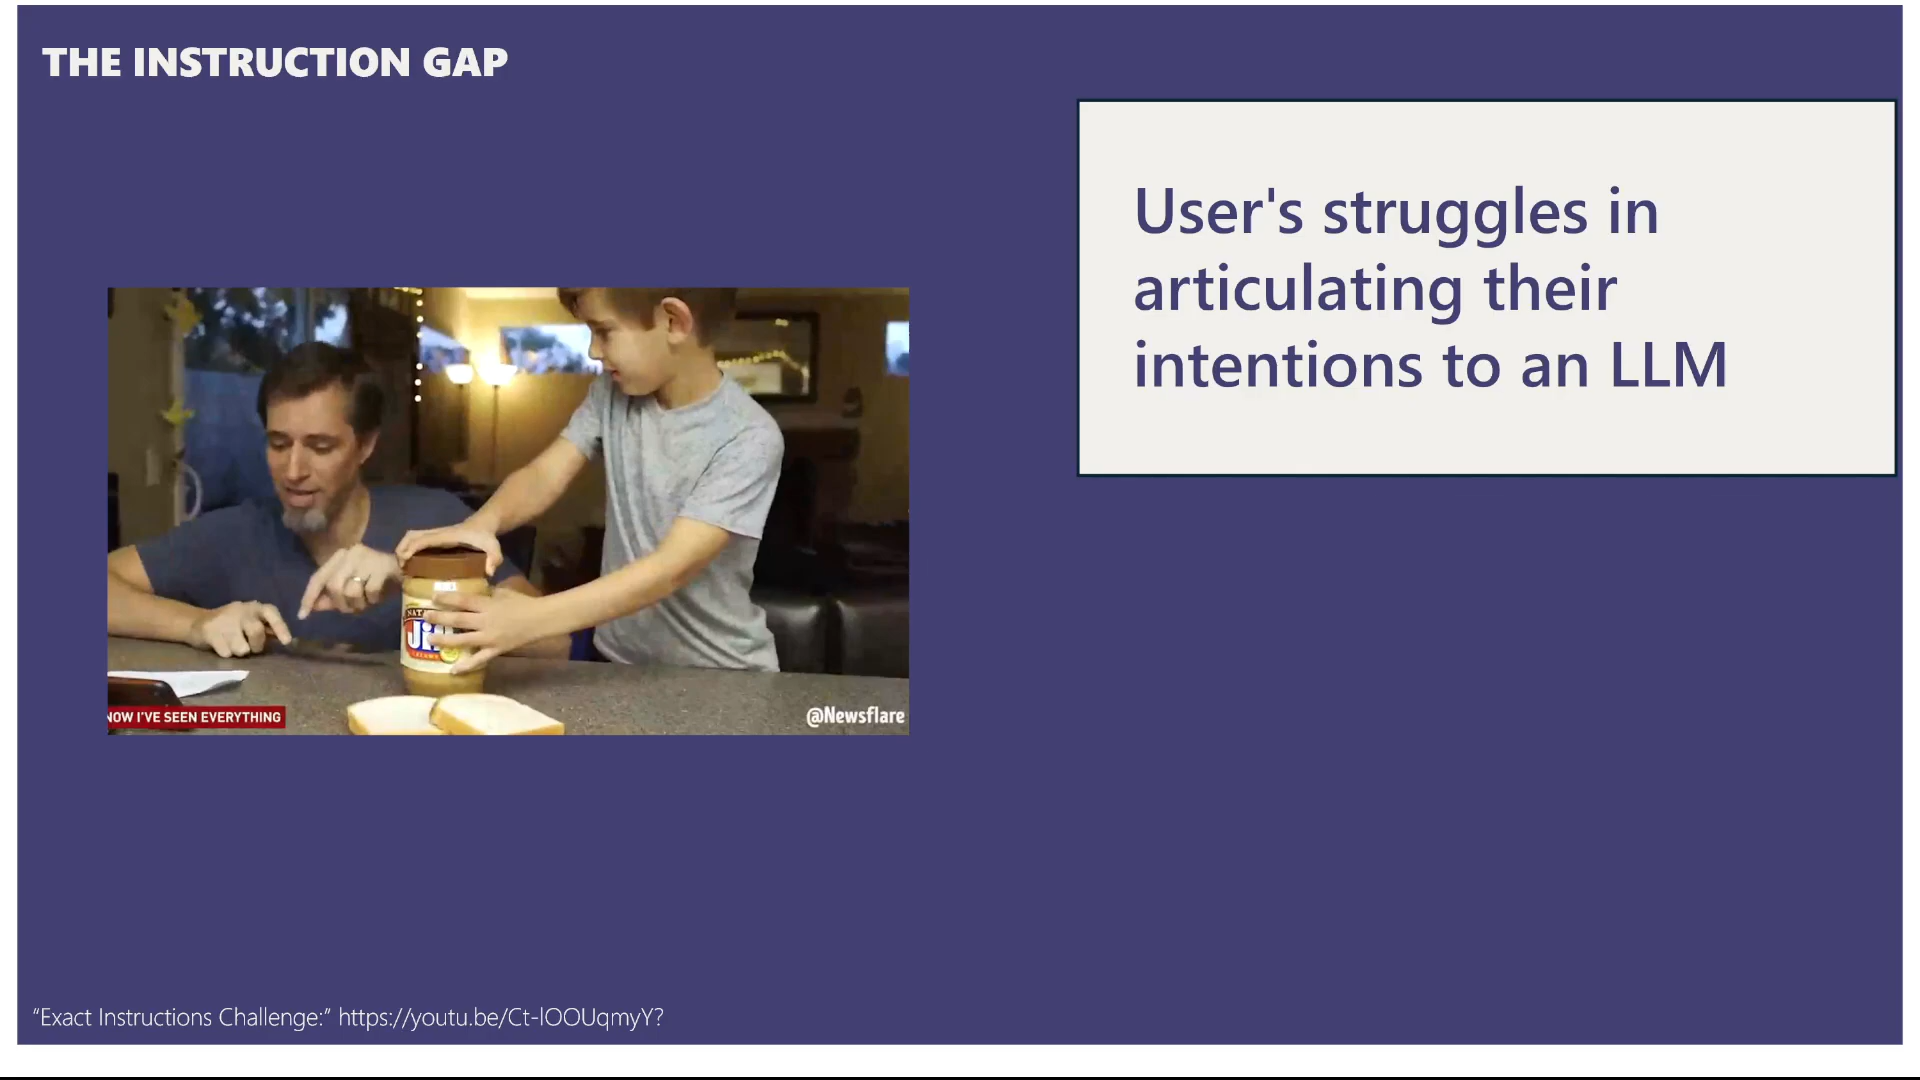 THE INSTRUCTION GAP
User's struggles in
articulating their
intentions to an LLM
NOW I'VE SEEN EVERYTHING
@Newsflare
"Exact Instructions Challenge:" https://youtu.be/Ct-lOOUqmyY?